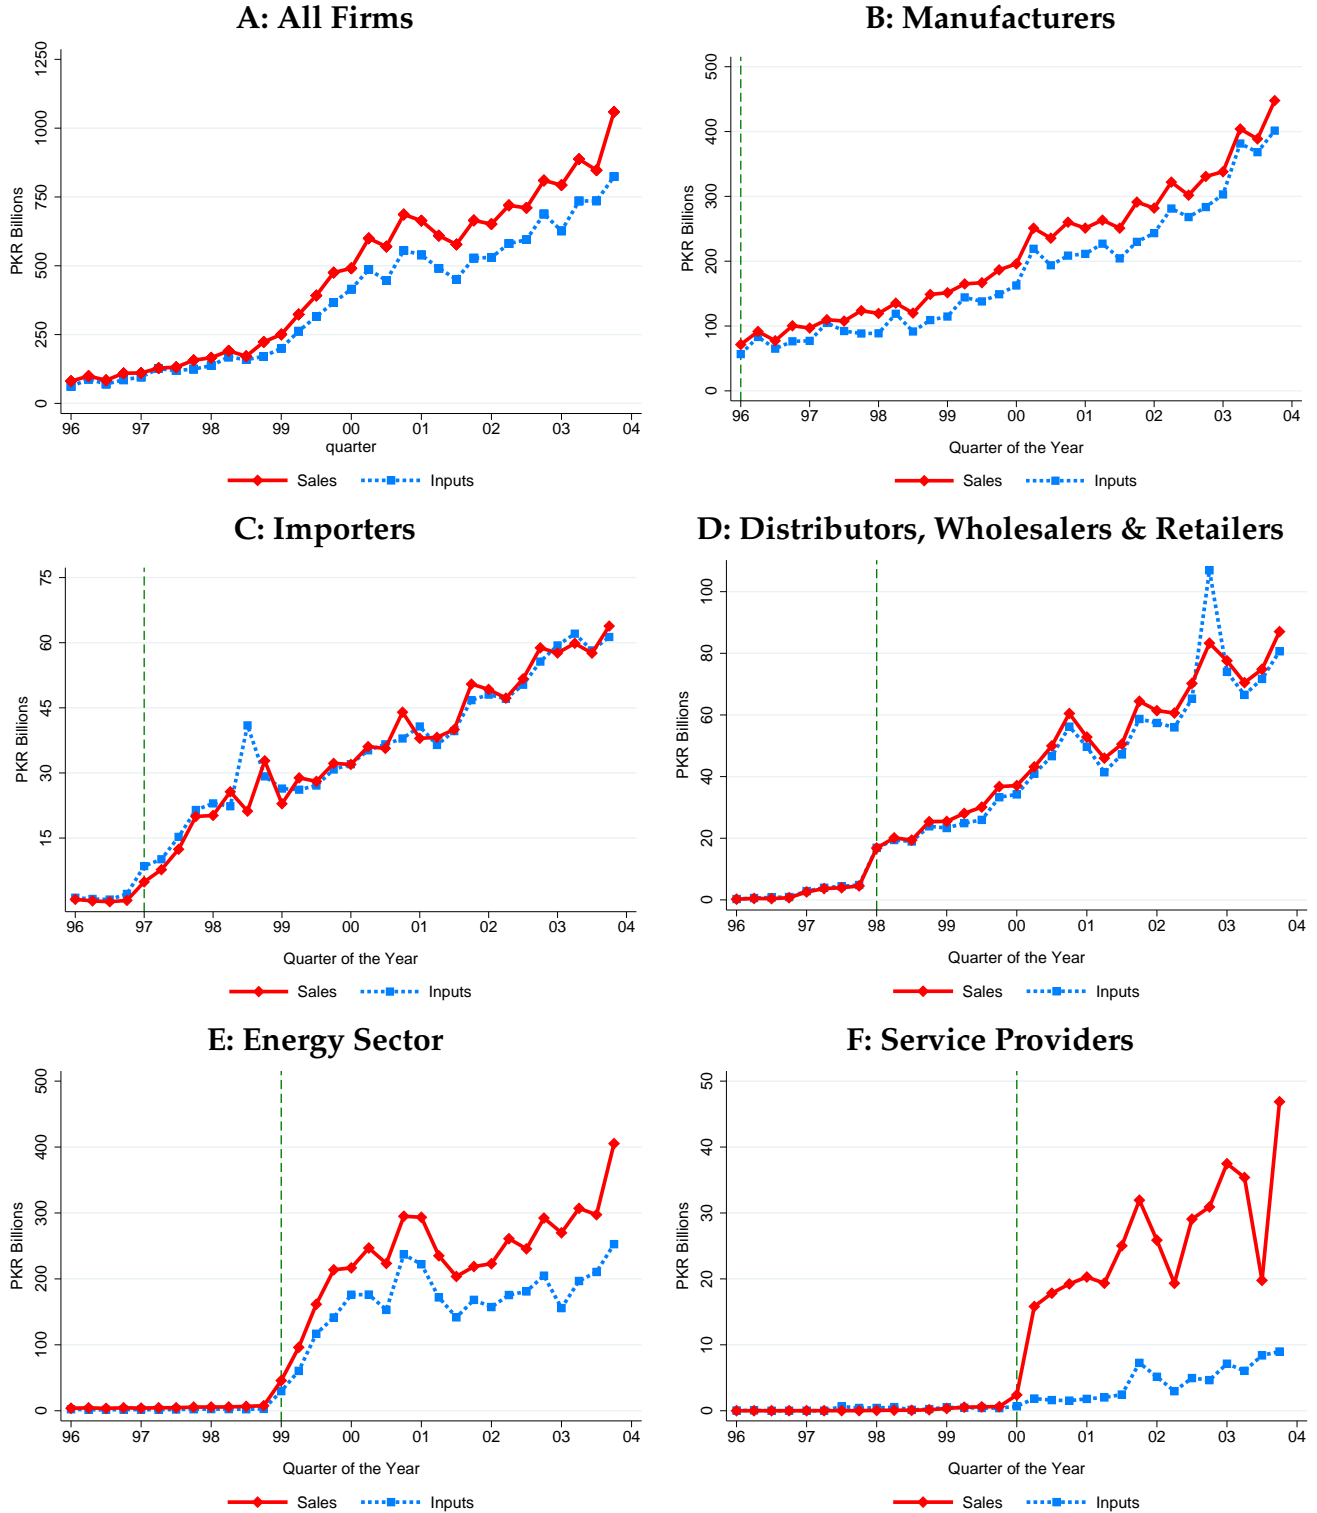 A: All Firms
PKR Billions
1250
1000
750
500
250
0
96 97 98 99 00 01 02 03 04
quarter
Sales Inputs
B: Manufacturers
PKR Billions
500
400
300
200
100
0
96 97 98 99 00 01 02 03 04
Quarter of the Year
Sales Inputs
C: Importers
PKR Billions
75
60
45
30
15
96 97 98 99 00 01 02 03 04
Quarter of the Year
Sales Inputs
D: Distributors, Wholesalers & Retailers
PKR Billions
100
80
60
40
20
0
96 98 00 01 02 03 04
Quarter of the Year
Sales Inputs
E: Energy Sector
PKR Billions
500
400
300
200
100
0
96 97 98 99 00 01 02 03 04
Quarter of the Year
Sales Inputs
F: Service Providers
PKR Billions
50
40
30
20
10
0
96 97 98 99 00 01 02 03 04
Quarter of the Year
Sales Inputs